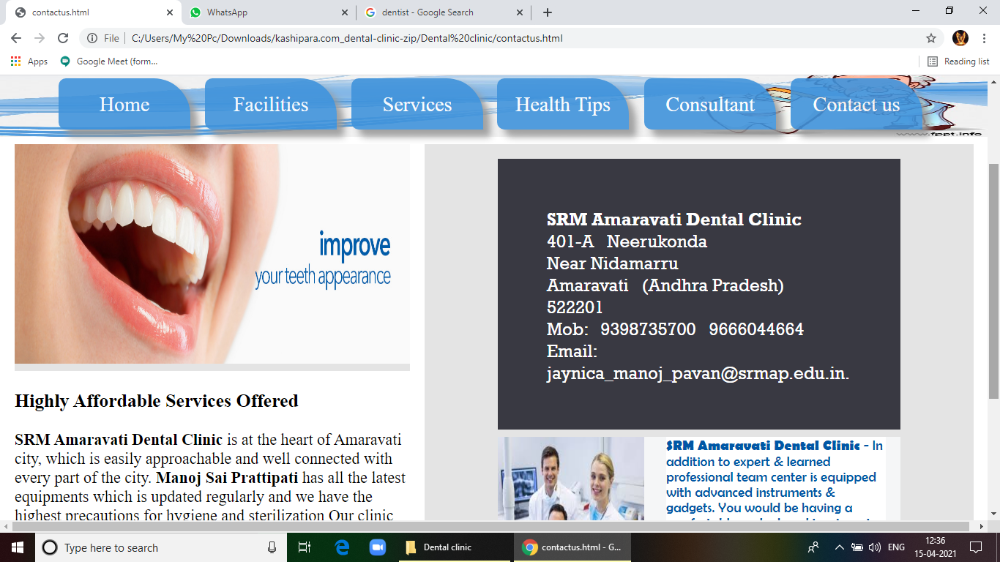 contactus.html
WhatsApp
dentist - Google Search
File
C:/Users/My%20Pc/Downloads/kashipara.com_dental-clinic-zip/Dental%20clinic/contactus.html
Apps
Google Meet (form...
Reading list
Home
Facilities
Services
Health Tips
Consultant
Contact us
www.fppt.info
improve
your teeth appearance
Highly Affordable Services Offered
SRM Amaravati Dental Clinic is at the heart of Amaravati
city, which is easily approachable and well connected with
every part of the city. Manoj Sai Prattipati has all the latest
equipments which is updated regularly and we have the
highest precautions for hygiene and sterilization Our clinic
SRM Amaravati Dental Clinic
401-A Neerukonda
Near Nidamarru
Amaravati (Andhra Pradesh)
522201
Mob: 9398735700 9666044664
Email:
jaynica_manoj_pavan@srmap.edu.in.
SRM Amaravati Dental Clinic - In
addition to expert & learned
professional team center is equipped
with advanced instruments &
gadgets. You would be having a
Type here to search
Dental clinic
contactus.html - G...
ENG
12:36
15-04-2021